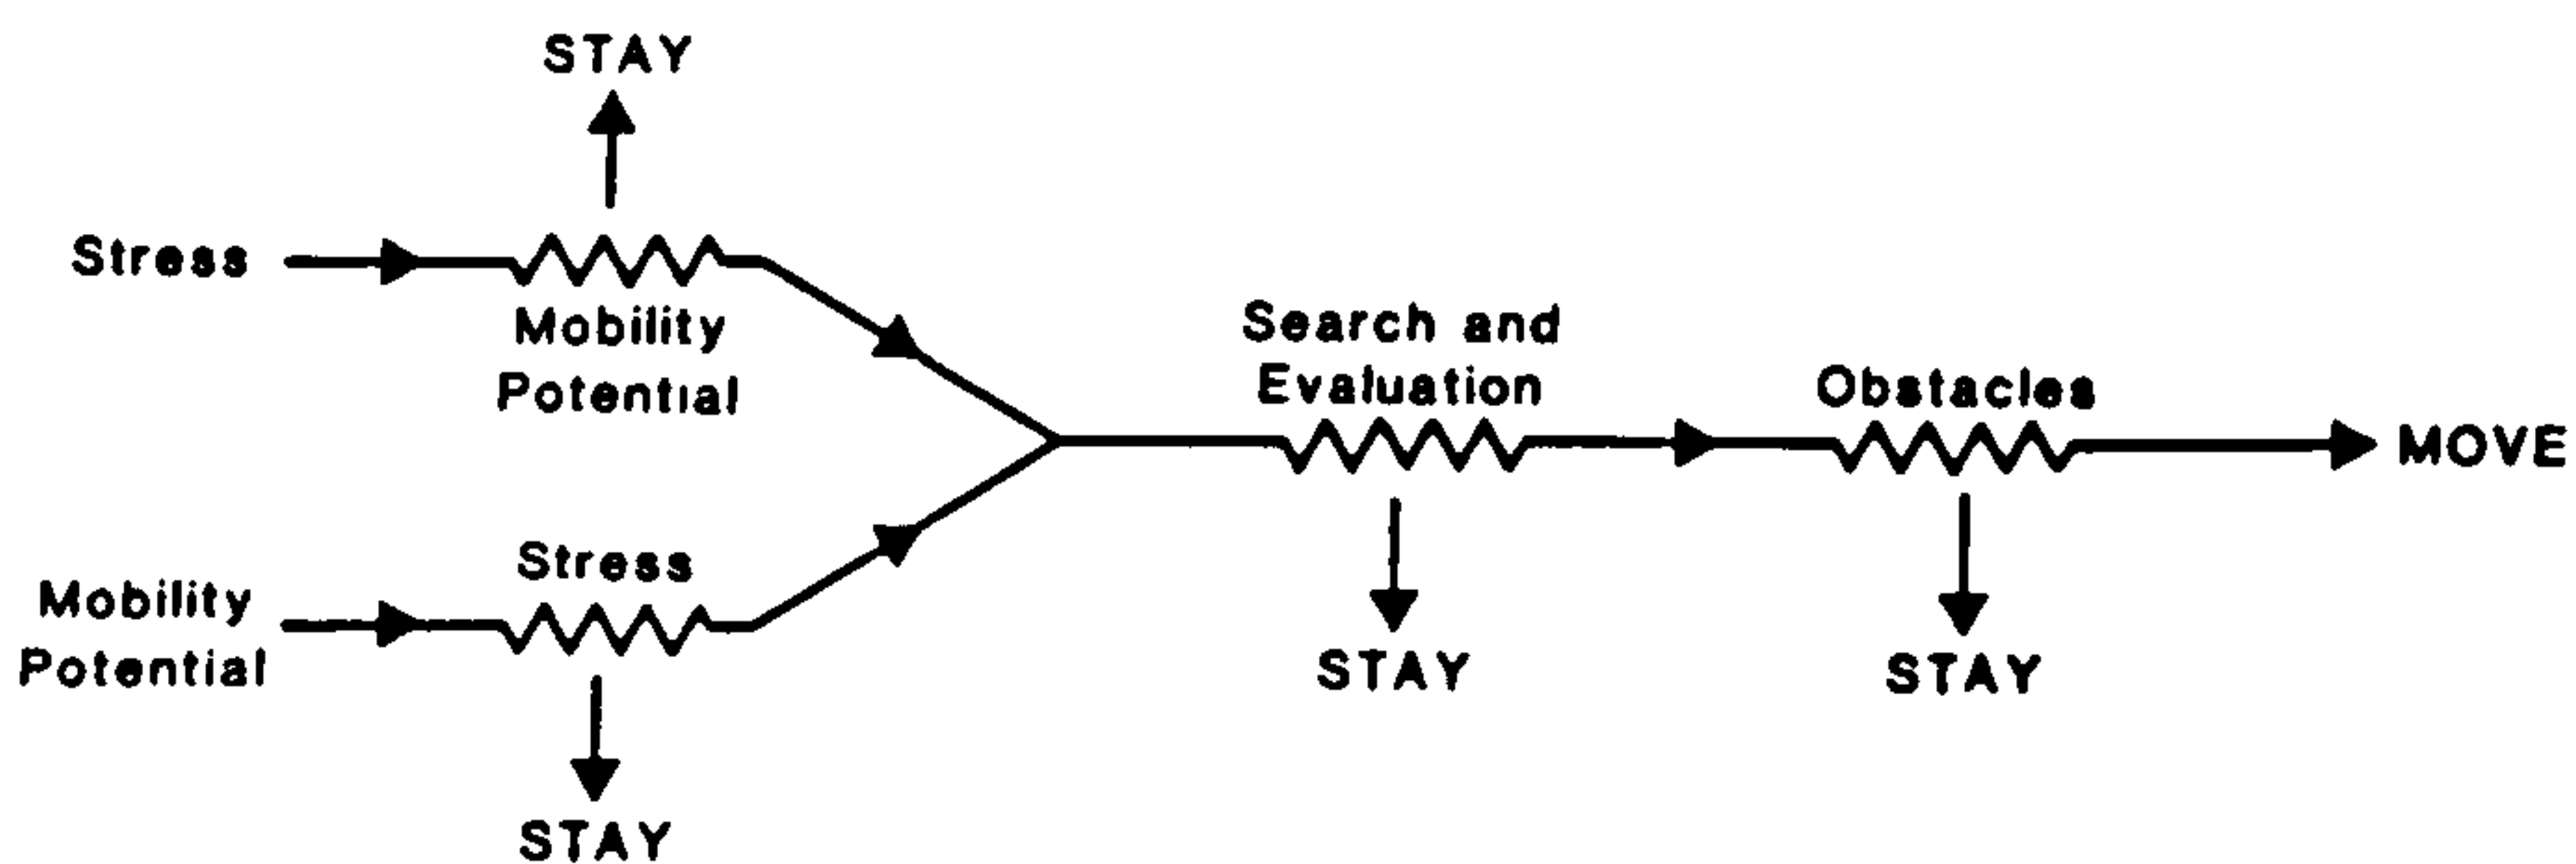 STAY
Stress
Mobility
Potential
Search and
Evaluation
Obstacles
MOVE
Stress
Mobility
Potential
STAY
STAY
STAY